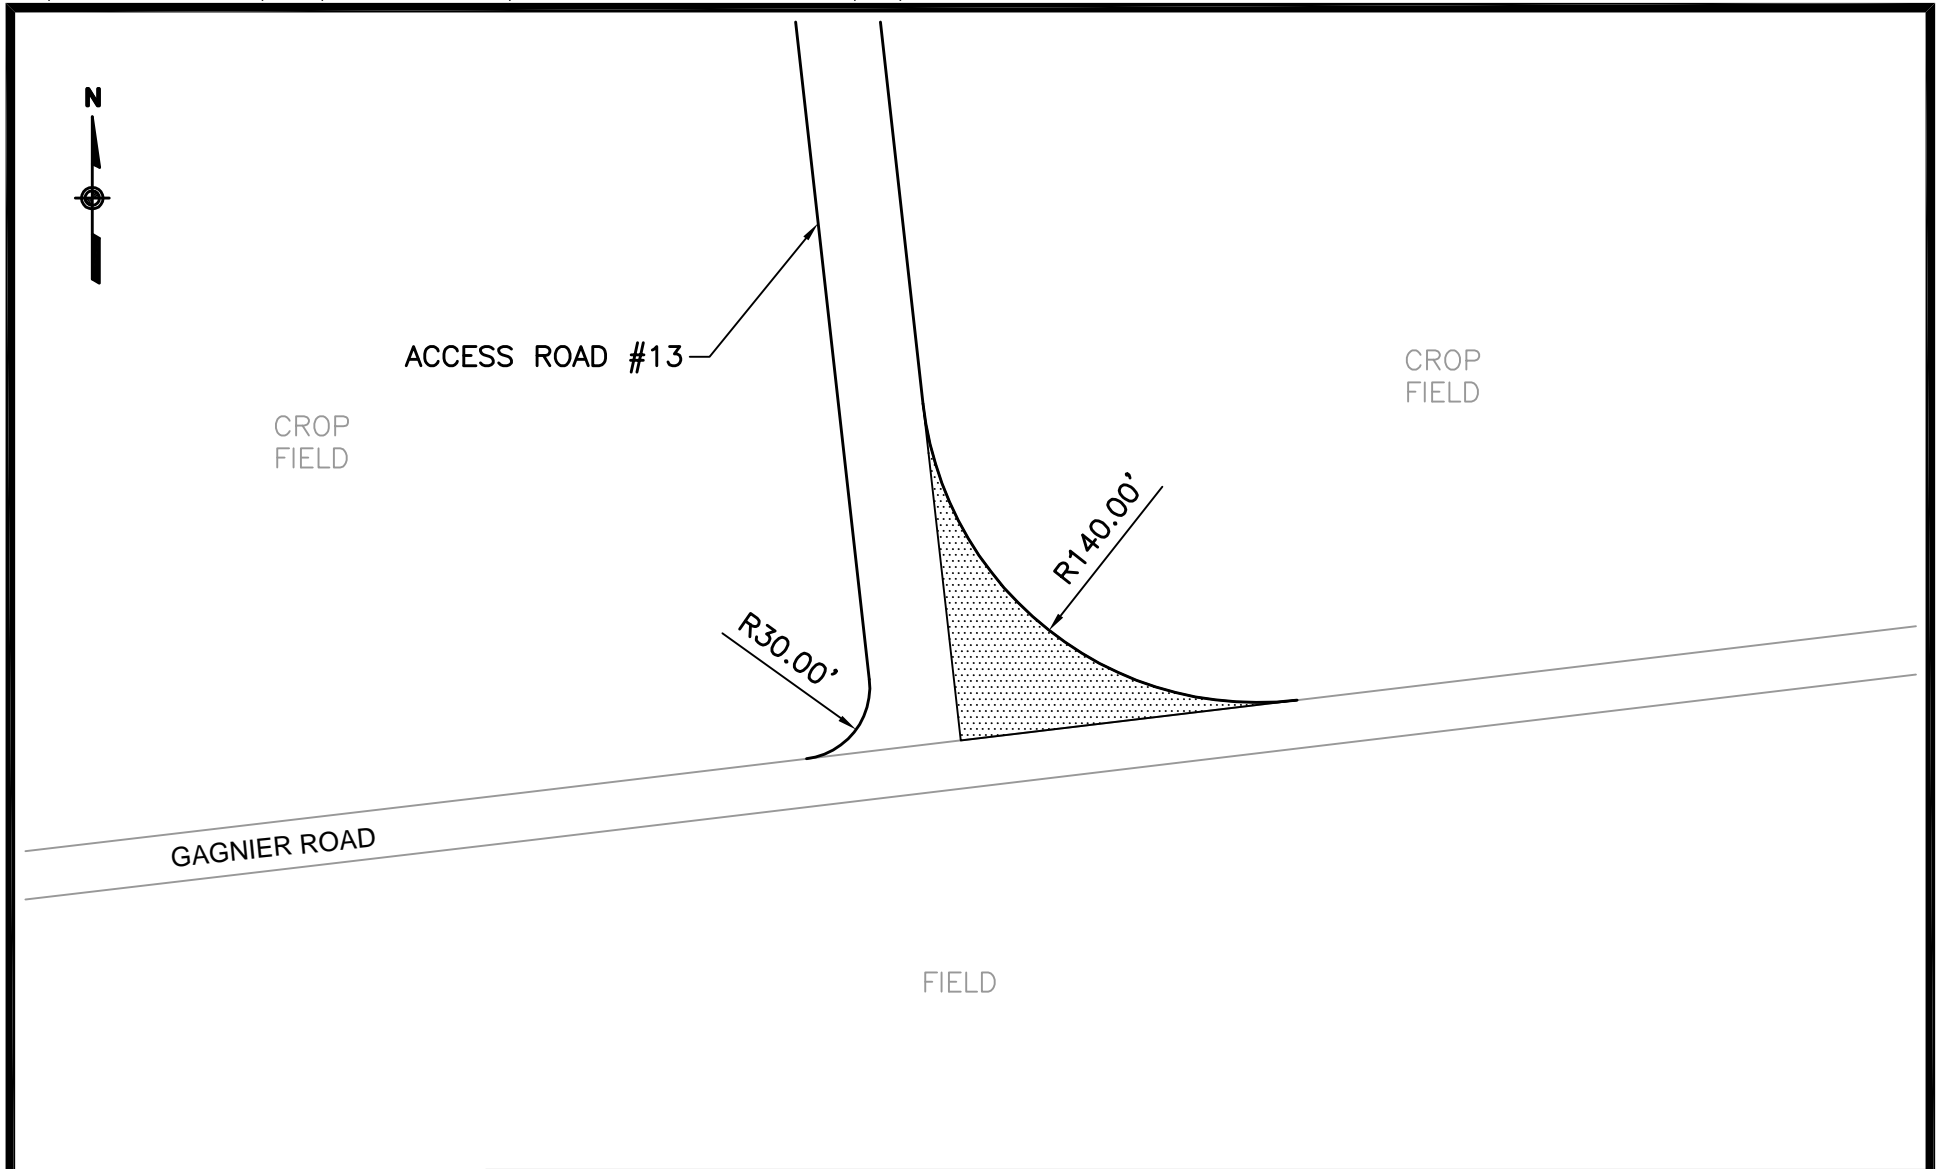 N
ACCESS ROAD #13
CROP
FIELD
CROP
FIELD
R140.00'
R30.00'
GAGNIER ROAD
FIELD